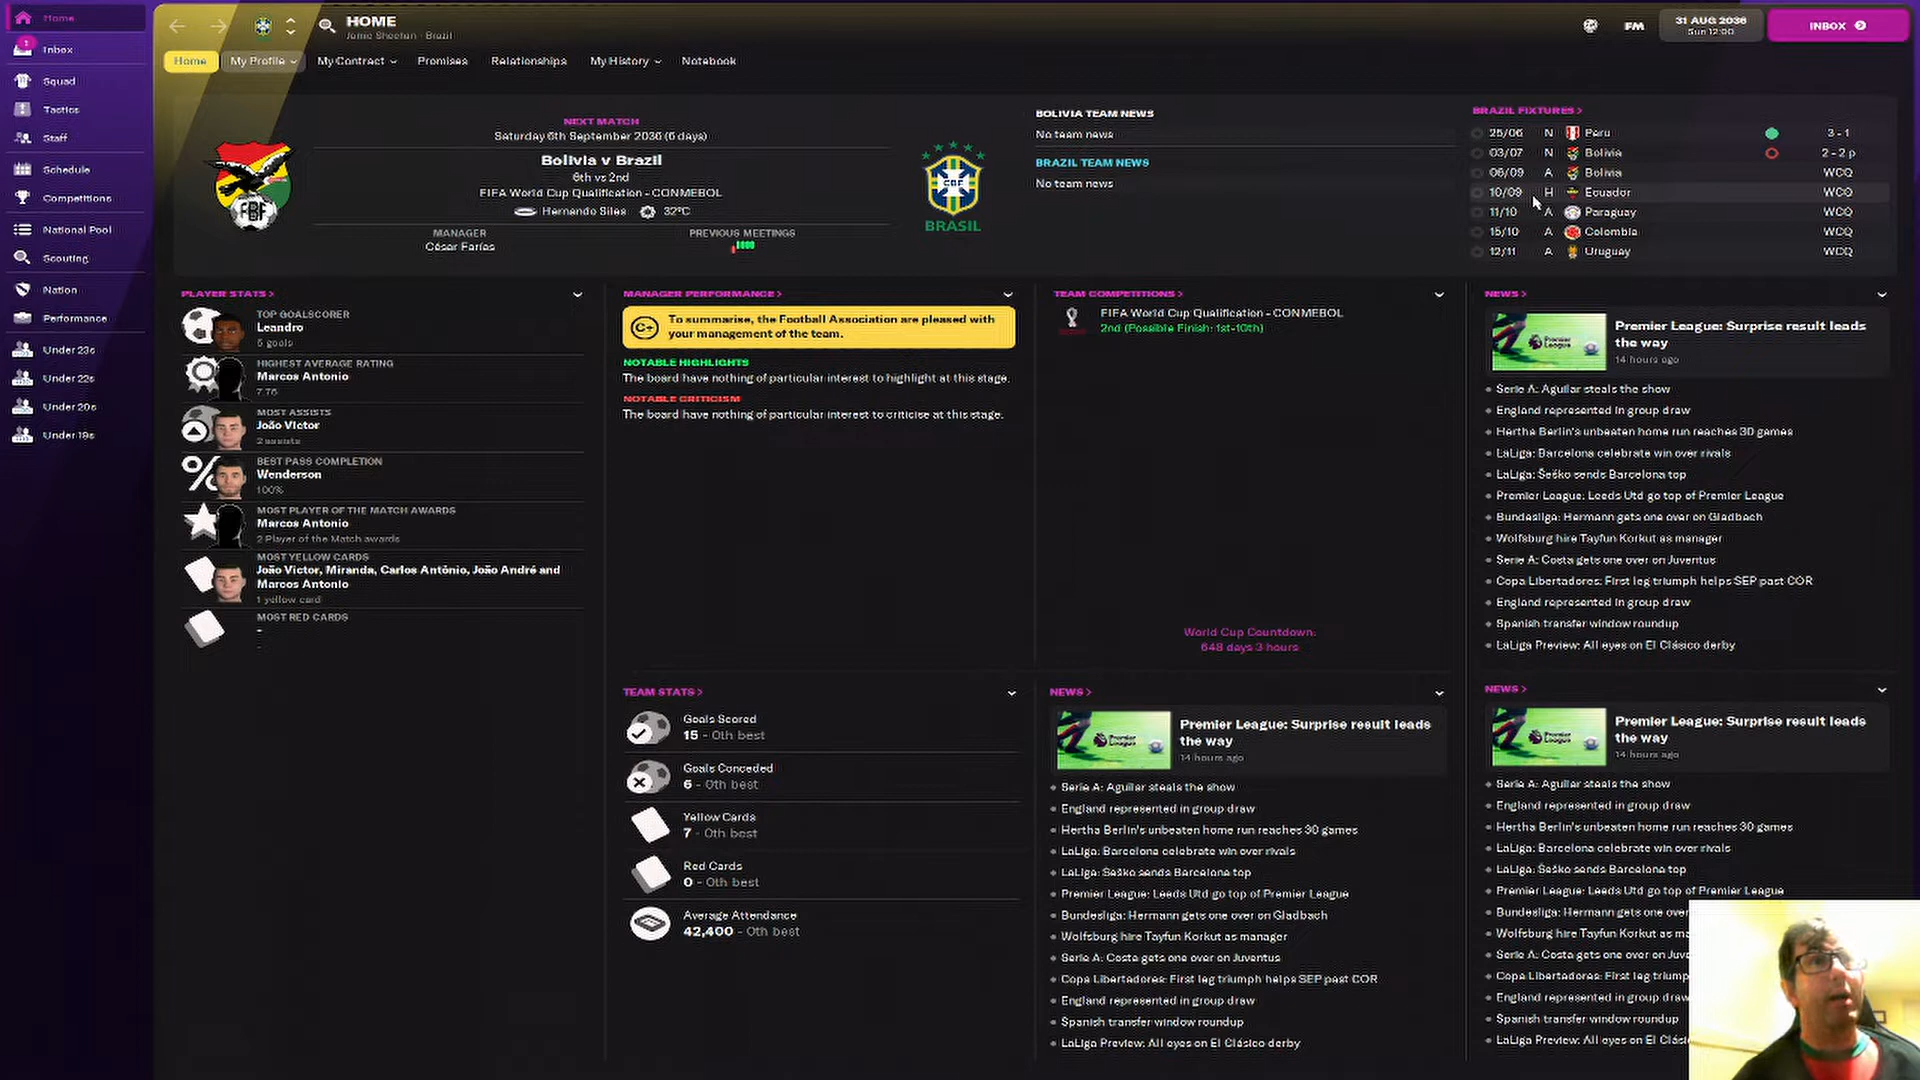 Home
1
Inbox
Squad
Tactics
Staff
Schedule
Competitions
National Pool
Scouting
Nation
Performance
Under 23s
Under 22s
Under 20s
Under 19s
HOME
Jamie Sheehan - Brazil
FM
31 AUG 2036
Sun 12:00
INBOX
Home
My Profile
My Contract
Promises
Relationships
My History
Notebook
NEXT MATCH
Saturday 6th September 2036 (6 days)
Bolivia v Brazil
6th vs 2nd
FIFA World Cup Qualification - CONMEBOL
Hernando Siles 32°C
MANAGER
César Farías
PREVIOUS MEETINGS
FBF
CBF
BRASIL
BOLIVIA TEAM NEWS
No team news
BRAZIL TEAM NEWS
No team news
BRAZIL FIXTURES >
25/06 N Peru 3 - 1
03/07 N Bolivia 2 - 2 p
06/09 A Bolivia WCQ
10/09 H Ecuador WCQ
11/10 A Paraguay WCQ
15/10 A Colombia WCQ
12/11 A Uruguay WCQ
PLAYER STATS >
TOP GOALSCORER
Leandro
5 goals
HIGHEST AVERAGE RATING
Marcos Antonio
7.76
MOST ASSISTS
João Victor
2 assists
BEST PASS COMPLETION
Wenderson
100%
MOST PLAYER OF THE MATCH AWARDS
Marcos Antonio
2 Player of the Match awards
MOST YELLOW CARDS
João Victor, Miranda, Carlos Antônio, João André and
Marcos Antonio
1 yellow card
MOST RED CARDS
-
-
MANAGER PERFORMANCE >
C+
To summarise, the Football Association are pleased with
your management of the team.
NOTABLE HIGHLIGHTS
The board have nothing of particular interest to highlight at this stage.
NOTABLE CRITICISM
The board have nothing of particular interest to criticise at this stage.
TEAM COMPETITIONS >
FIFA World Cup Qualification - CONMEBOL
2nd (Possible Finish: 1st-10th)
World Cup Countdown:
648 days 3 hours
NEWS >
Premier League
Premier League: Surprise result leads
the way
14 hours ago
Serie A: Aguilar steals the show
England represented in group draw
Hertha Berlin's unbeaten home run reaches 30 games
LaLiga: Barcelona celebrate win over rivals
LaLiga: Šeško sends Barcelona top
Premier League: Leeds Utd go top of Premier League
Bundesliga: Hermann gets one over on Gladbach
Wolfsburg hire Tayfun Korkut as manager
Serie A: Costa gets one over on Juventus
Copa Libertadores: First leg triumph helps SEP past COR
England represented in group draw
Spanish transfer window roundup
LaLiga Preview: All eyes on El Clásico derby
TEAM STATS >
Goals Scored
15 - 0th best
Goals Conceded
6 - 0th best
Yellow Cards
7 - 0th best
Red Cards
0 - 0th best
Average Attendance
42,400 - 0th best
NEWS >
Premier League
Premier League: Surprise result leads
the way
14 hours ago
Serie A: Aguilar steals the show
England represented in group draw
Hertha Berlin's unbeaten home run reaches 30 games
LaLiga: Barcelona celebrate win over rivals
LaLiga: Šeško sends Barcelona top
Premier League: Leeds Utd go top of Premier League
Bundesliga: Hermann gets one over on Gladbach
Wolfsburg hire Tayfun Korkut as manager
Serie A: Costa gets one over on Juventus
Copa Libertadores: First leg triumph helps SEP past COR
England represented in group draw
Spanish transfer window roundup
LaLiga Preview: All eyes on El Clásico derby
NEWS >
Premier League
Premier League: Surprise result leads
the way
14 hours ago
Serie A: Aguilar steals the show
England represented in group draw
Hertha Berlin's unbeaten home run reaches 30 games
LaLiga: Barcelona celebrate win over rivals
LaLiga: Šeško sends Barcelona top
Premier League: Leeds Utd go top of Premier League
Bundesliga: Hermann gets one
Wolfsburg hire Tayfun Korkut as ma
Serie A: Costa gets one over on
Copa Libertadores: First leg triump
England represented in group draw
Spanish transfer window roundup
LaLiga Preview: All eyes on El Clási